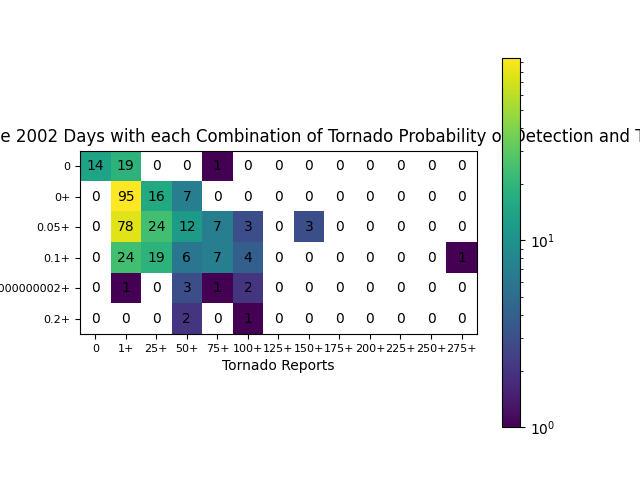 e 2002 Days with each Combination of Tornado Probability of Detection and T
0 14 19 0 0 1 0 0 0 0 0 0 0 0
0+ 0 95 16 7 0 0 0 0 0 0 0 0 0
0.05+ 0 78 24 12 7 3 0 3 0 0 0 0 0
0.1+ 0 24 19 6 7 4 0 0 0 0 0 0 1
000000002+ 0 1 0 3 1 2 0 0 0 0 0 0 0
0.2+ 0 0 0 2 0 1 0 0 0 0 0 0 0
0 1+ 25+ 50+ 75+ 100+ 125+ 150+ 175+ 200+ 225+ 250+ 275+
Tornado Reports
10¹
10⁰